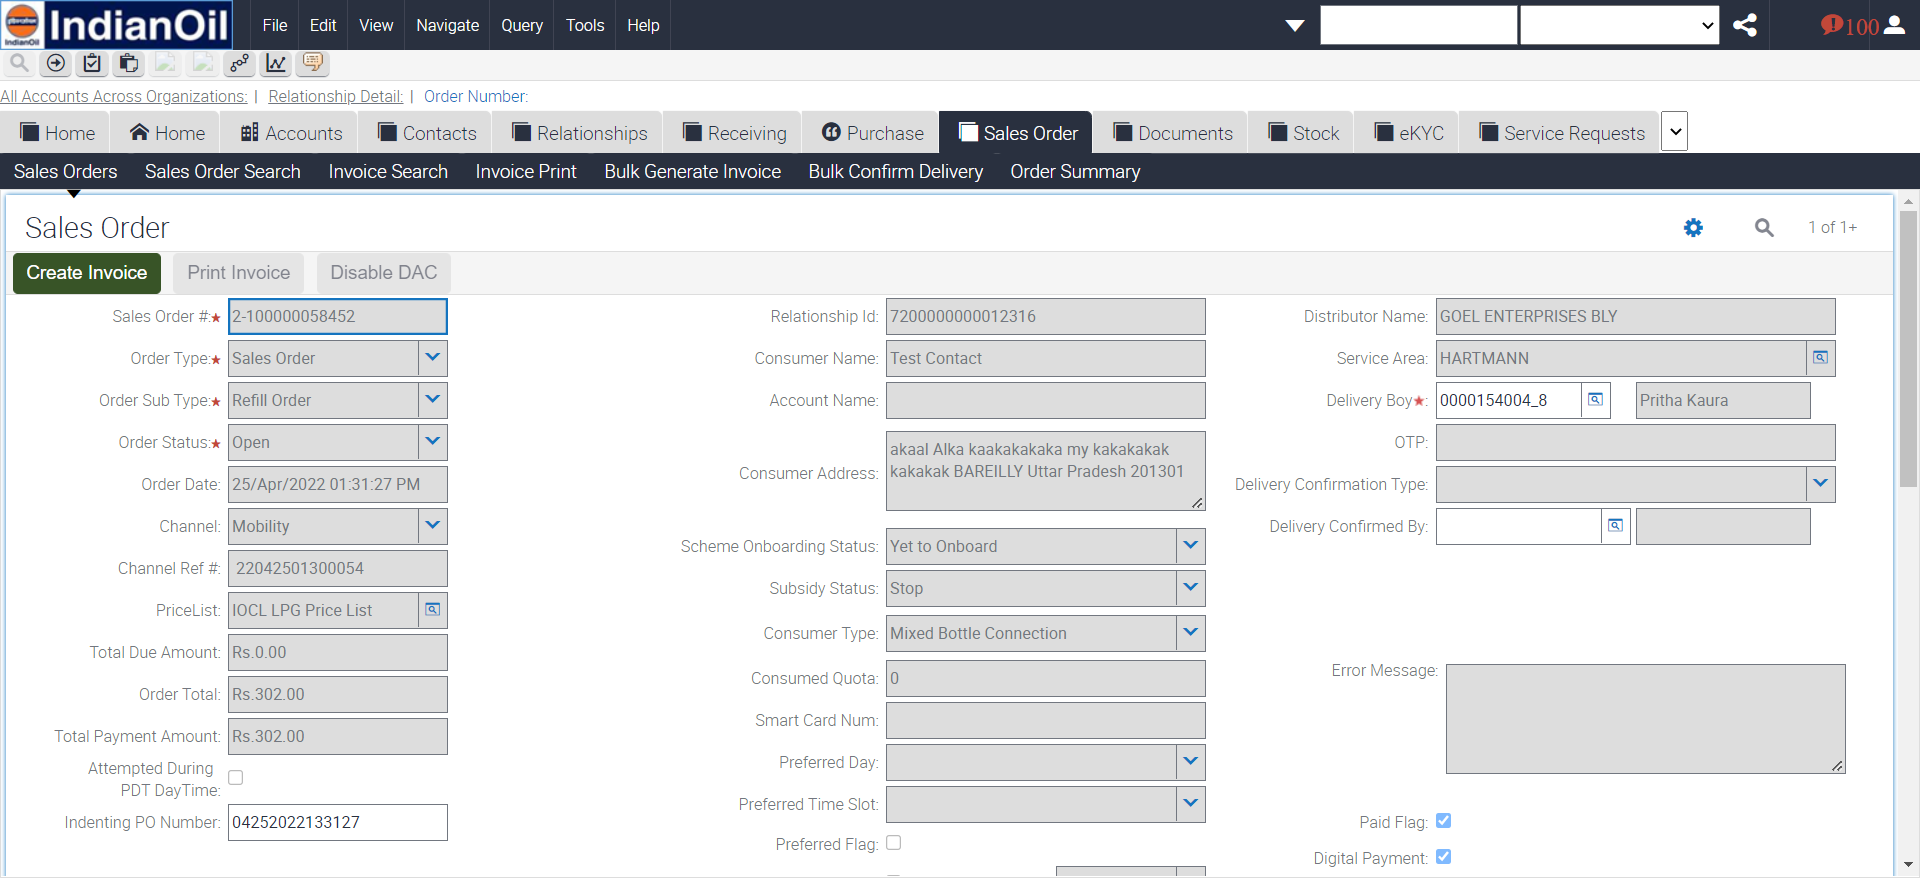 इंडियनऑयल
IndianOil
IndianOil
File Edit View Navigate Query Tools Help
100
All Accounts Across Organizations: | Relationship Detail: | Order Number:
Home Home Accounts Contacts Relationships Receiving Purchase Sales Order Documents Stock eKYC Service Requests
Sales Orders Sales Order Search Invoice Search Invoice Print Bulk Generate Invoice Bulk Confirm Delivery Order Summary
Sales Order
1 of 1+
Create Invoice Print Invoice Disable DAC
Sales Order #:★ 2-100000058452
Order Type:★ Sales Order
Order Sub Type:★ Refill Order
Order Status:★ Open
Order Date: 25/Apr/2022 01:31:27 PM
Channel: Mobility
Channel Ref #: 22042501300054
PriceList: IOCL LPG Price List
Total Due Amount: Rs.0.00
Order Total: Rs.302.00
Total Payment Amount: Rs.302.00
Attempted During
PDT DayTime:
Indenting PO Number: 04252022133127
Relationship Id: 7200000000012316
Consumer Name: Test Contact
Account Name:
Consumer Address: akaal Alka kaakakakaka my kakakakak
kakakak BAREILLY Uttar Pradesh 201301
Scheme Onboarding Status: Yet to Onboard
Subsidy Status: Stop
Consumer Type: Mixed Bottle Connection
Consumed Quota: 0
Smart Card Num:
Preferred Day:
Preferred Time Slot:
Preferred Flag:
Distributor Name: GOEL ENTERPRISES BLY
Service Area: HARTMANN
Delivery Boy★: 0000154004_8 Pritha Kaura
OTP:
Delivery Confirmation Type:
Delivery Confirmed By:
Error Message:
Paid Flag:
Digital Payment: